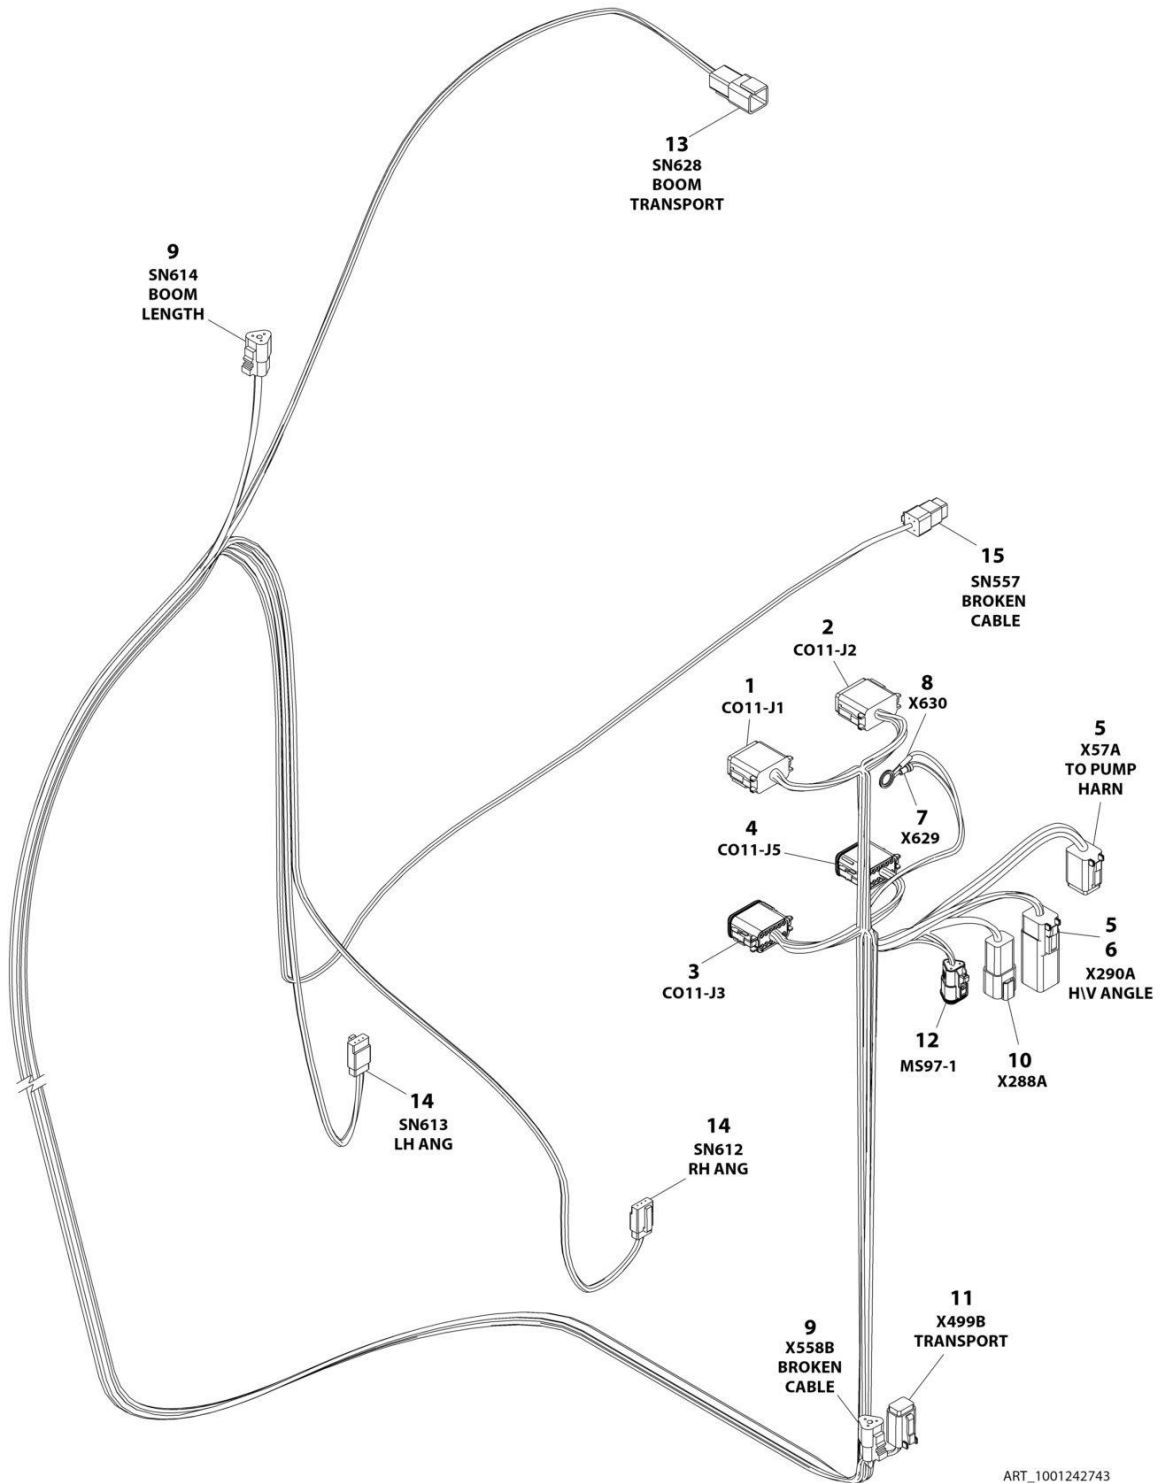 13
SN628
BOOM
TRANSPORT
9
SN614
BOOM
LENGTH
15
SN557
BROKEN
CABLE
2
CO11-J2
8
X630
1
CO11-J1
5
X57A
TO PUMP
HARN
7
X629
4
CO11-J5
3
CO11-J3
5
6
X290A
H\V ANGLE
12
MS97-1
10
X288A
14
SN613
LH ANG
14
SN612
RH ANG
11
X499B
TRANSPORT
9
X558B
BROKEN
CABLE
ART_1001242743